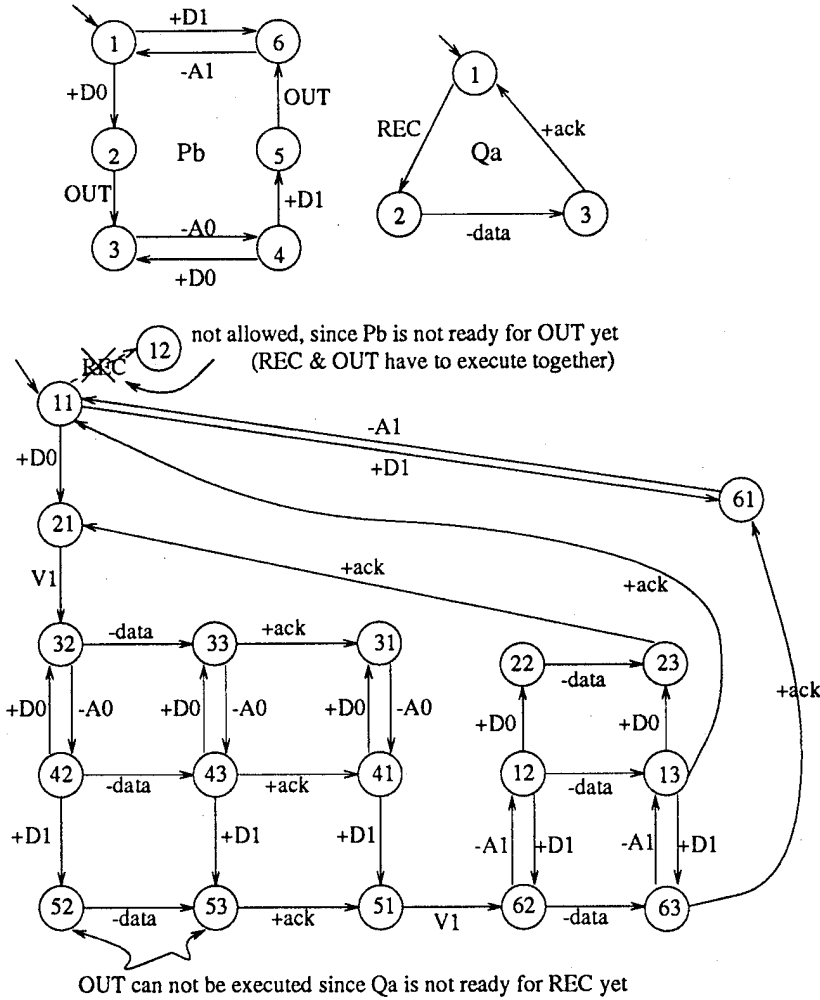 +D1
1
6
-A1
+D0
OUT
2
Pb
5
OUT
+D1
3
-A0
4
+D0
1
REC
+ack
Qa
2
3
-data
REC
12
not allowed, since Pb is not ready for OUT yet
(REC & OUT have to execute together)
11
-A1
+D0
+D1
61
21
+ack
V1
+ack
32
-data
33
+ack
31
22
-data
23
+D0
-A0
+D0
-A0
+D0
-A0
+D0
+D0
+ack
42
-data
43
+ack
41
12
-data
13
+D1
+D1
+D1
-A1
+D1
-A1
+D1
52
-data
53
+ack
51
V1
62
-data
63
OUT can not be executed since Qa is not ready for REC yet